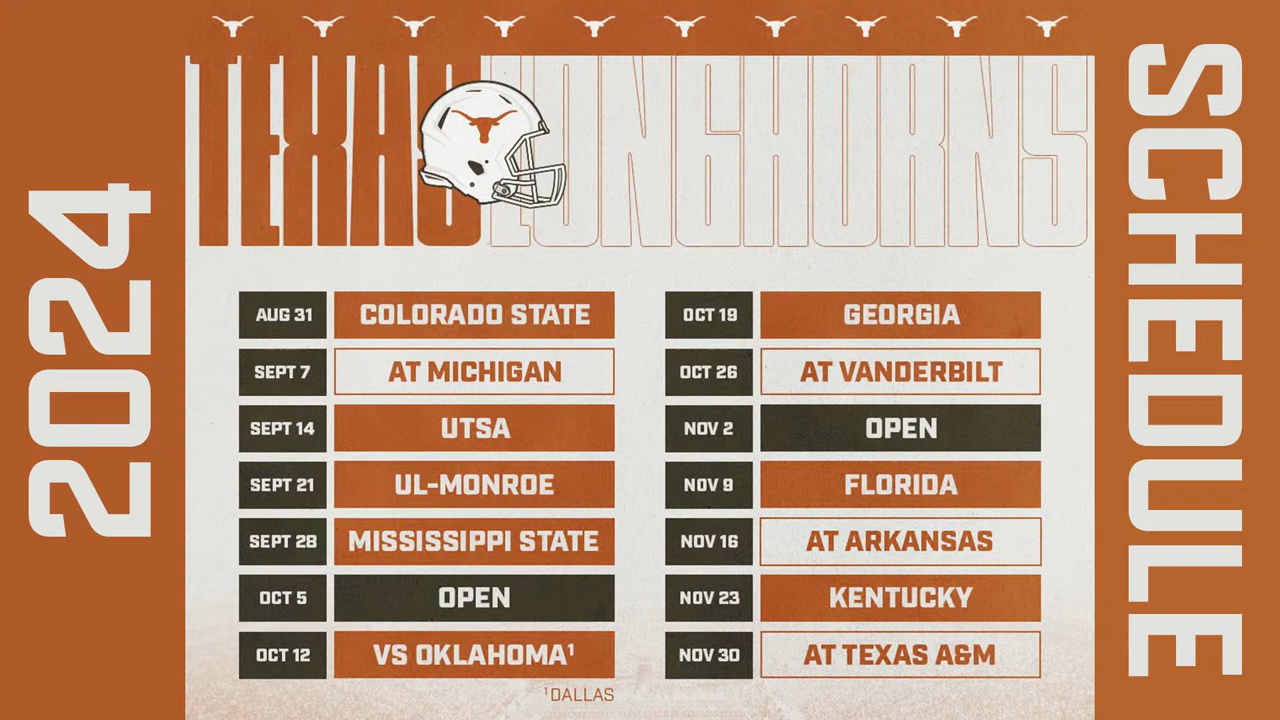 2024
TEXAS LONGHORNS
AUG 31 COLORADO STATE
SEPT 7 AT MICHIGAN
SEPT 14 UTSA
SEPT 21 UL-MONROE
SEPT 28 MISSISSIPPI STATE
OCT 5 OPEN
OCT 12 VS OKLAHOMA¹
¹DALLAS
OCT 19 GEORGIA
OCT 26 AT VANDERBILT
NOV 2 OPEN
NOV 9 FLORIDA
NOV 16 AT ARKANSAS
NOV 23 KENTUCKY
NOV 30 AT TEXAS A&M
SCHEDULE